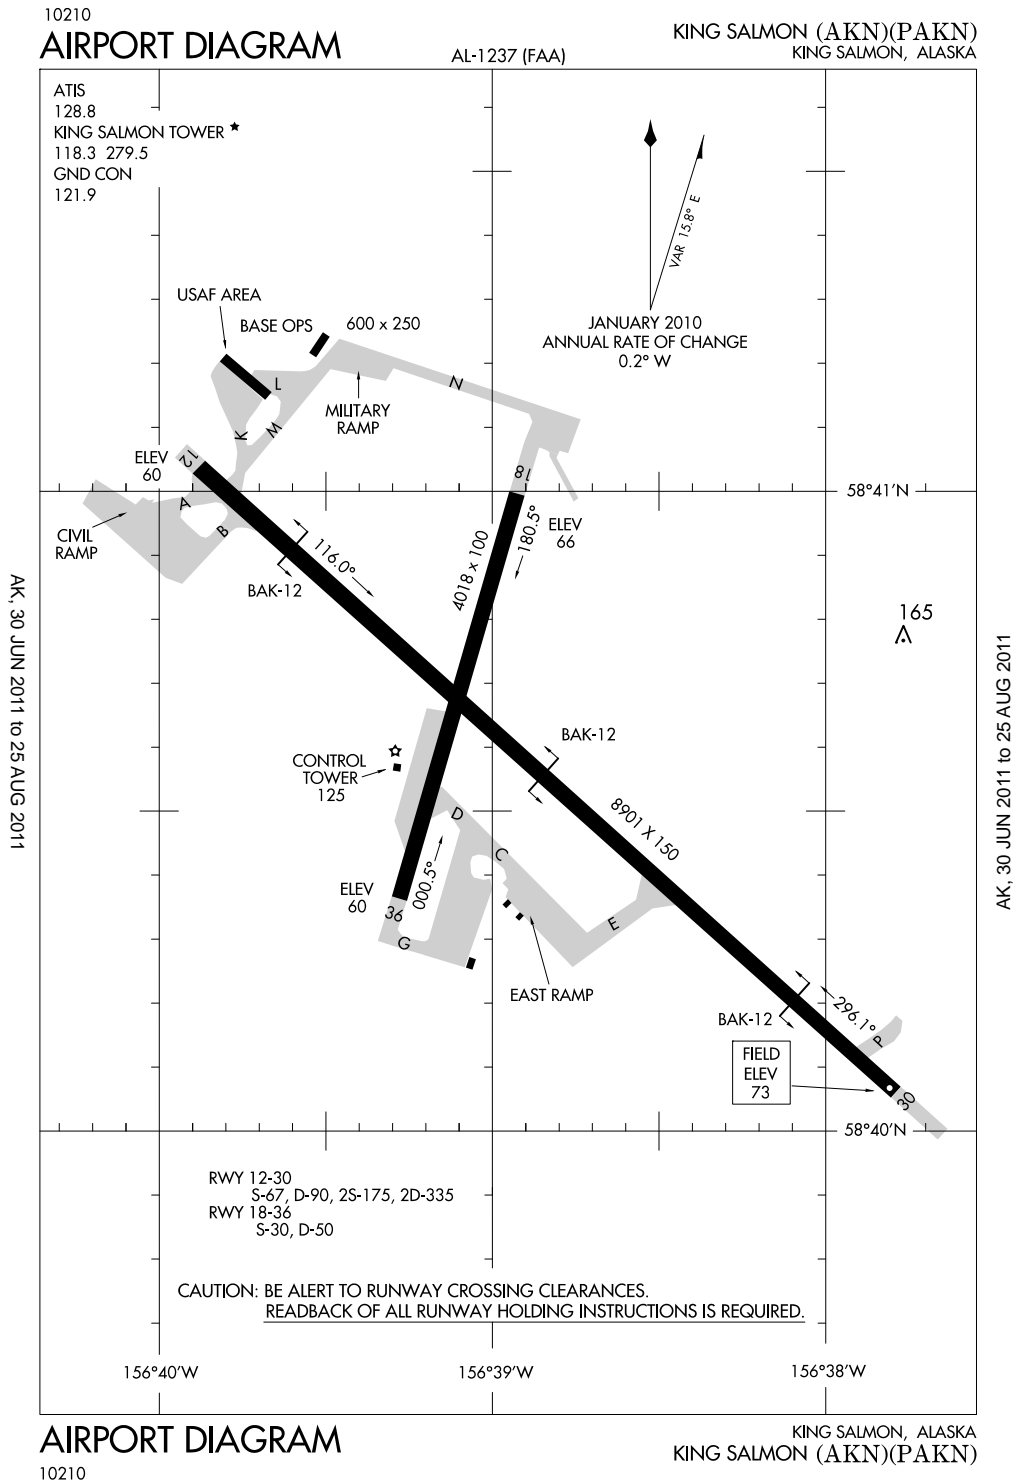 10210
AIRPORT DIAGRAM
AL-1237 (FAA)
KING SALMON (AKN)(PAKN)
KING SALMON, ALASKA
ATIS
128.8
KING SALMON TOWER ★
118.3 279.5
GND CON
121.9
VAR 15.8° E
JANUARY 2010
ANNUAL RATE OF CHANGE
0.2° W
USAF AREA
BASE OPS
600 x 250
L
N
MILITARY
RAMP
K
M
ELEV
60
12
18
58°41'N
A
B
CIVIL
RAMP
ELEV
66
180.5°
4018 x 100
116.0°
BAK-12
165
AK, 30 JUN 2011 to 25 AUG 2011
AK, 30 JUN 2011 to 25 AUG 2011
BAK-12
CONTROL
TOWER
125
8901 X 150
D
C
000.5°
ELEV
60
36
G
E
EAST RAMP
BAK-12
296.1°
P
FIELD
ELEV
73
30
58°40'N
RWY 12-30
S-67, D-90, 2S-175, 2D-335
RWY 18-36
S-30, D-50
CAUTION: BE ALERT TO RUNWAY CROSSING CLEARANCES.
READBACK OF ALL RUNWAY HOLDING INSTRUCTIONS IS REQUIRED.
156°40'W
156°39'W
156°38'W
AIRPORT DIAGRAM
10210
KING SALMON, ALASKA
KING SALMON (AKN)(PAKN)